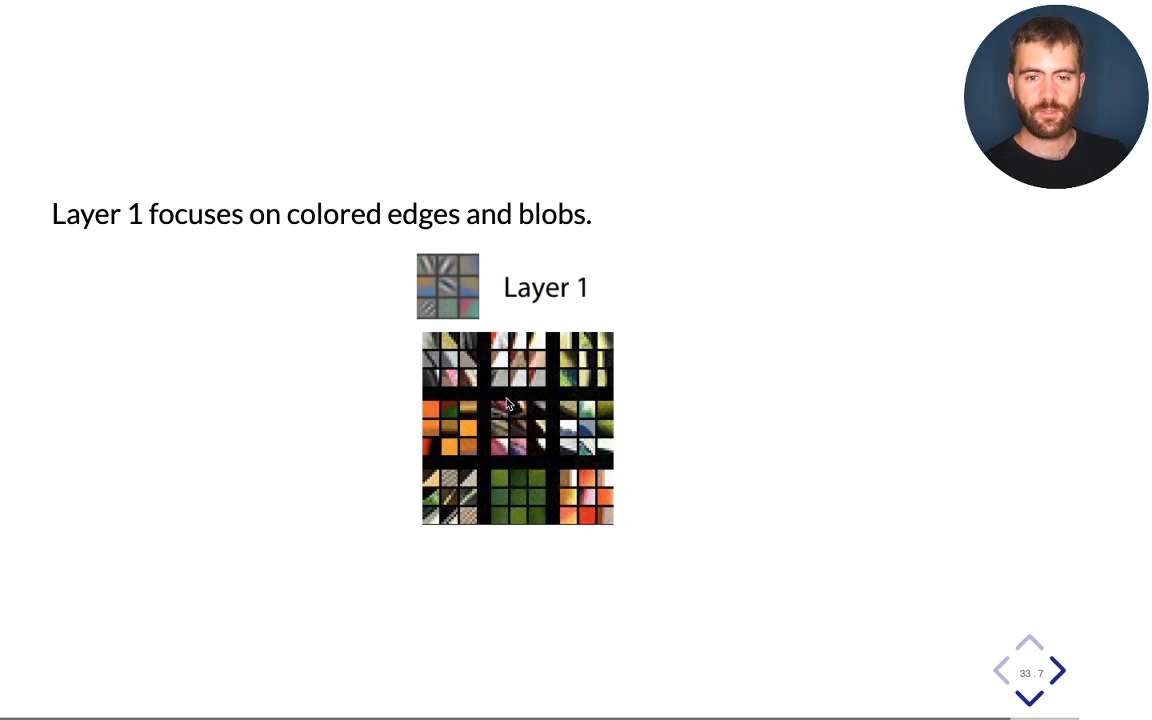 Layer 1 focuses on colored edges and blobs.
Layer 1
33 . 7